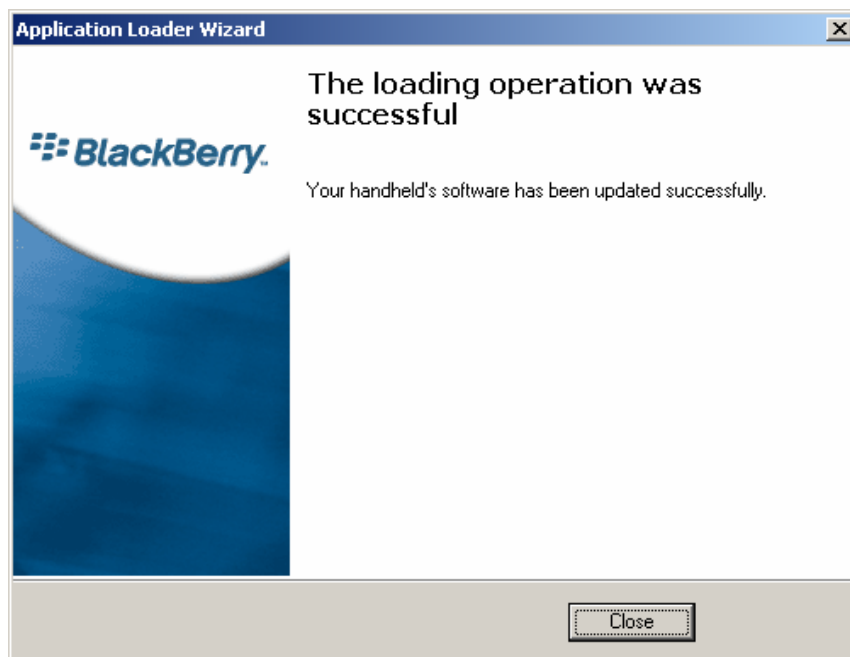 Application Loader Wizard
The loading operation was
successful
BlackBerry
Your handheld's software has been updated successfully.
Close